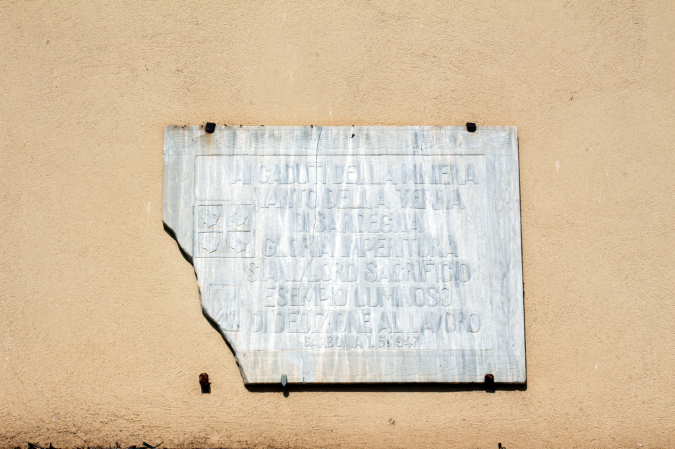 AI CADUTI DELLA MINIERA
VANTO DELLA TERRA
DI SARDEGNA
GLORIA IMPERITURA
SIA IL LORO SACRIFICIO
ESEMPIO LUMINOSO
DI DEDIZIONE AL LAVORO
CARBONIA 1.5.1947